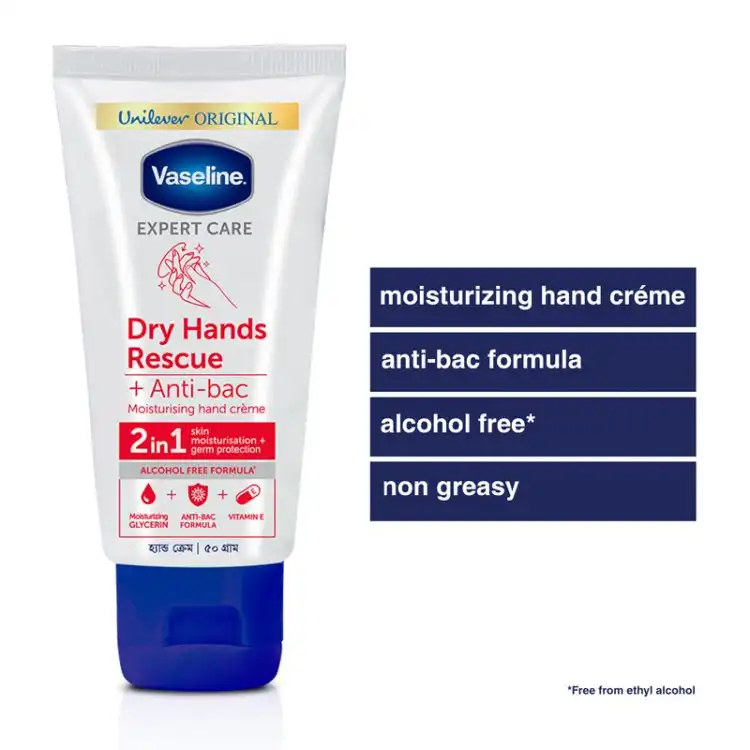 Unilever ORIGINAL
Vaseline.
EXPERT CARE
Dry Hands
Rescue
+ Anti-bac
Moisturising hand crème
2in1 skin
moisturisation +
germ protection
ALCOHOL FREE FORMULA*
+ +
Moisturizing
GLYCERIN
ANTI-BAC
FORMULA
VITAMIN E
E
হ্যান্ড ক্রেম | ৫০ গ্রাম
moisturizing hand créme
anti-bac formula
alcohol free*
non greasy
*Free from ethyl alcohol